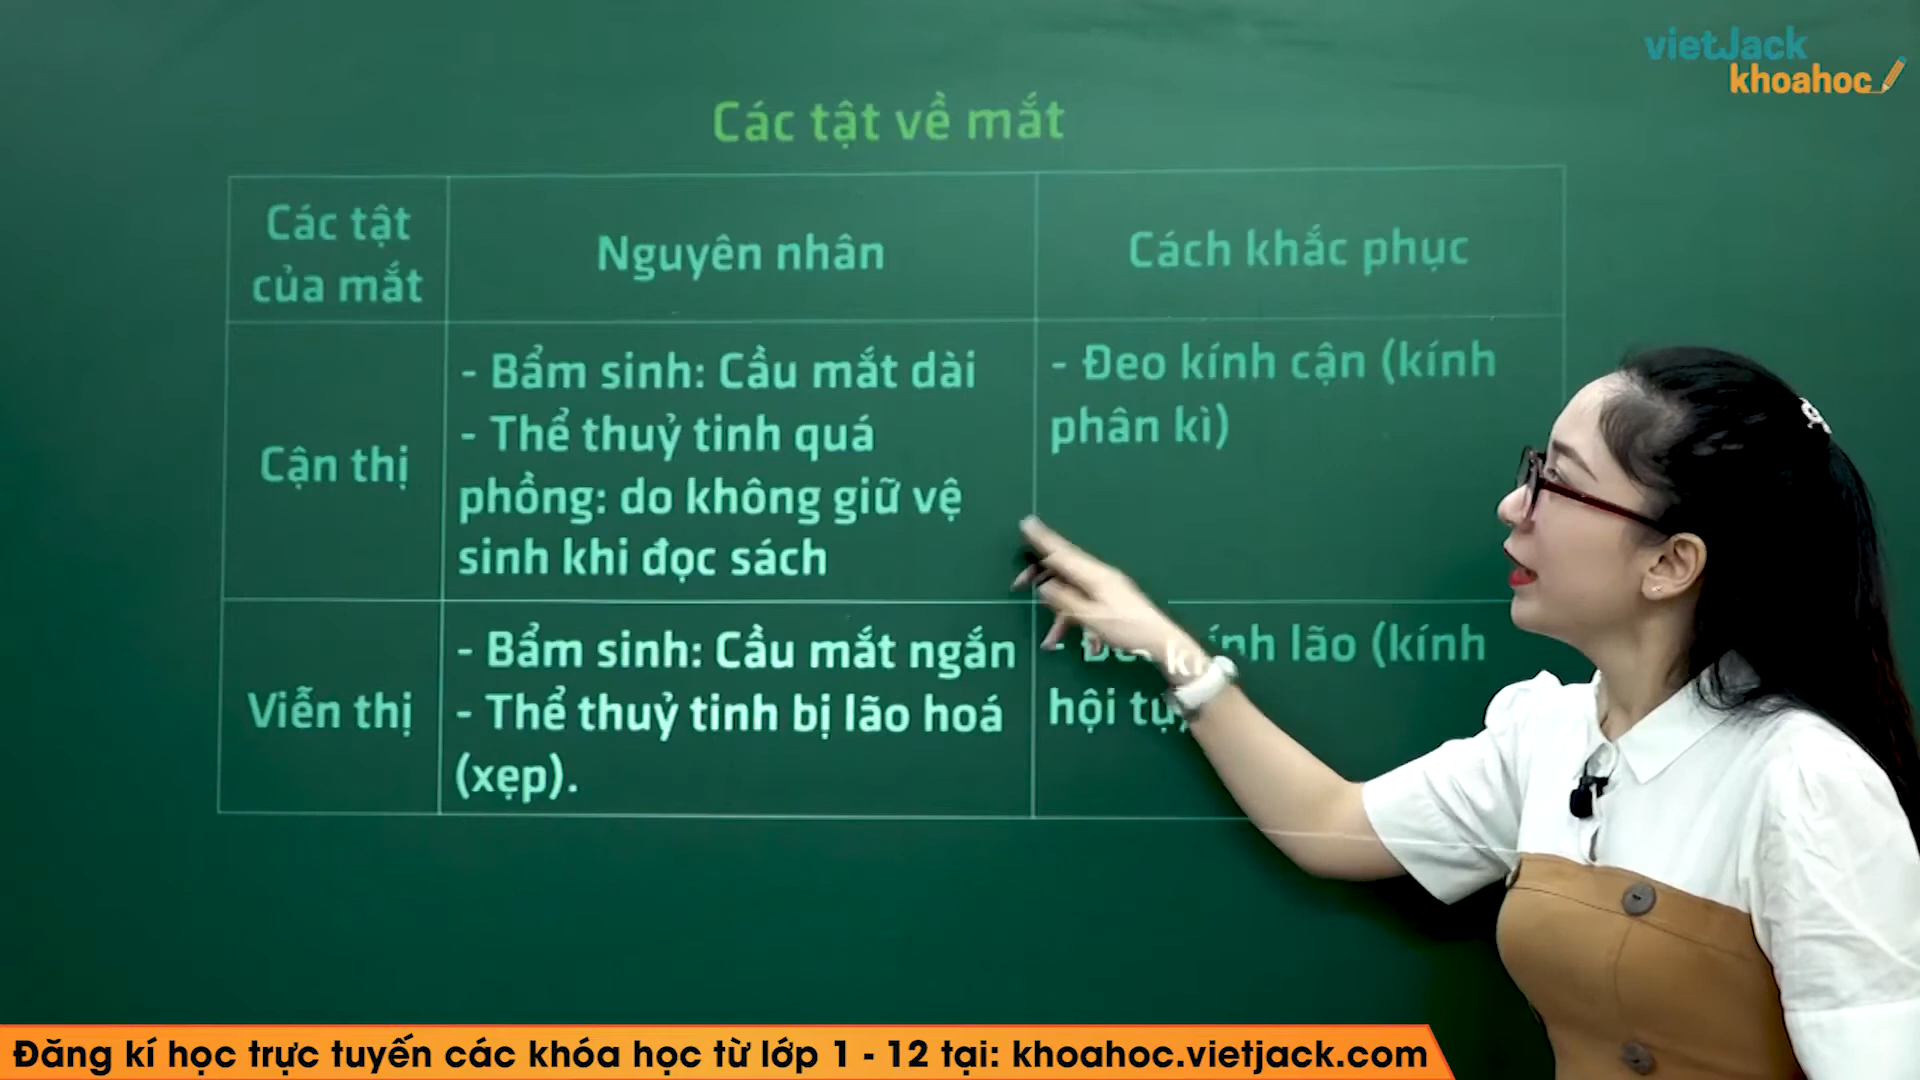 vietJack
khoahoc
Các tật về mắt
Các tật
của mắt
Nguyên nhân
Cách khắc phục
Cận thị
- Bẩm sinh: Cầu mắt dài
- Thể thuỷ tinh quá
phồng: do không giữ vệ
sinh khi đọc sách
- Đeo kính cận (kính
phân kì)
Viễn thị
- Bẩm sinh: Cầu mắt ngắn
- Thể thuỷ tinh bị lão hoá
(xẹp).
lão (kính
hội tụ)
Đăng kí học trực tuyến các khóa học từ lớp 1 - 12 tại: khoahoc.vietjack.com